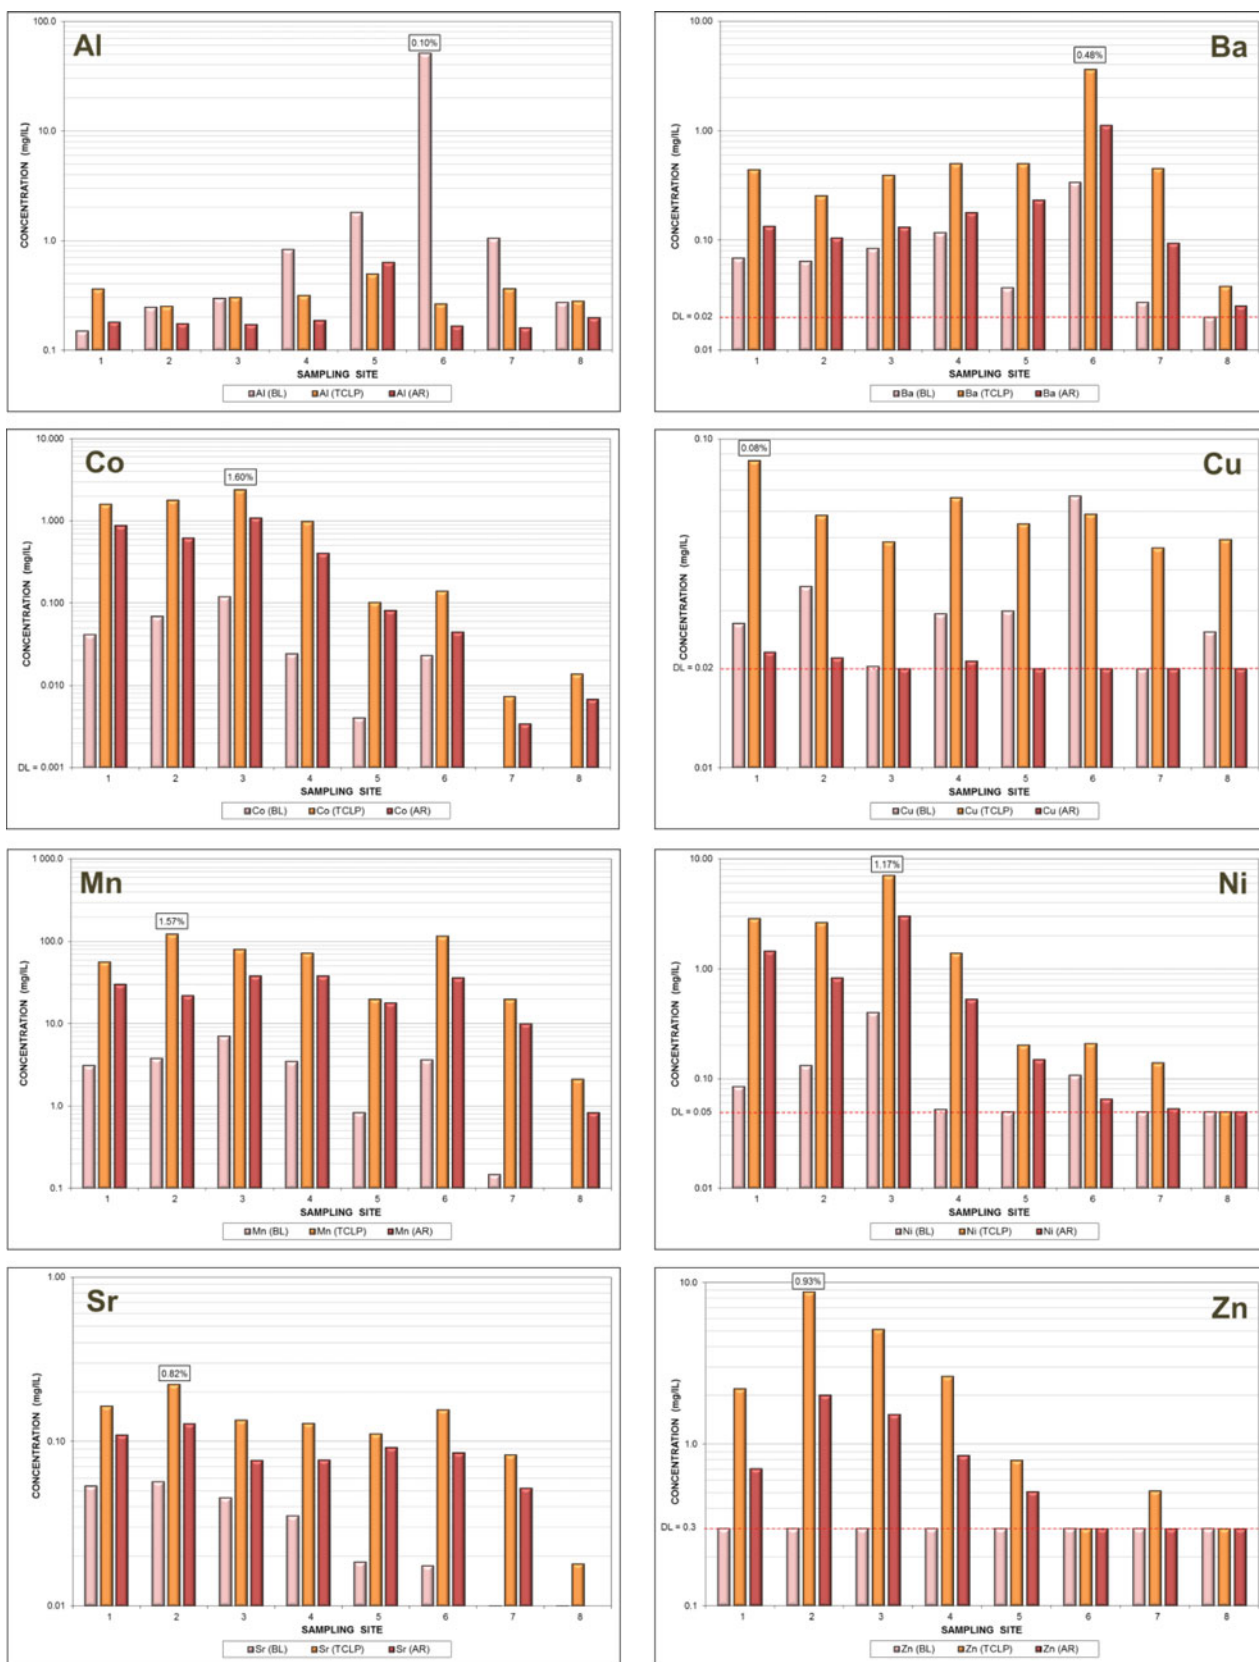 Al
100.0
0.10%
10.0
1.0
0.1
CONCENTRATION (mg/lL)
1 2 3 4 5 6 7 8
SAMPLING SITE
Al (BL) Al (TCLP) Al (AR)
Ba
10.00
0.48%
1.00
0.10
DL = 0.02
0.01
CONCENTRATION (mg/lL)
1 2 3 4 5 6 7 8
SAMPLING SITE
Ba (BL) Ba (TCLP) Ba (AR)
Co
10.000
1.60%
1.000
0.100
0.010
DL = 0.001
CONCENTRATION (mg/lL)
1 2 3 4 5 6 7 8
SAMPLING SITE
Co (BL) Co (TCLP) Co (AR)
Cu
0.10
0.08%
DL = 0.02
0.01
CONCENTRATION (mg/lL)
1 2 3 4 5 6 7 8
SAMPLING SITE
Cu (BL) Cu (TCLP) Cu (AR)
Mn
1 000.0
1.57%
100.0
10.0
1.0
0.1
CONCENTRATION (mg/lL)
1 2 3 4 5 6 7 8
SAMPLING SITE
Mn (BL) Mn (TCLP) Mn (AR)
Ni
10.00
1.17%
1.00
0.10
DL = 0.05
0.01
CONCENTRATION (mg/lL)
1 2 3 4 5 6 7 8
SAMPLING SITE
Ni (BL) Ni (TCLP) Ni (AR)
Sr
1.00
0.82%
0.10
0.01
CONCENTRATION (mg/lL)
1 2 3 4 5 6 7 8
SAMPLING SITE
Sr (BL) Sr (TCLP) Sr (AR)
Zn
10.0
0.93%
1.0
DL = 0.3
0.1
CONCENTRATION (mg/lL)
1 2 3 4 5 6 7 8
SAMPLING SITE
Zn (BL) Zn (TCLP) Zn (AR)